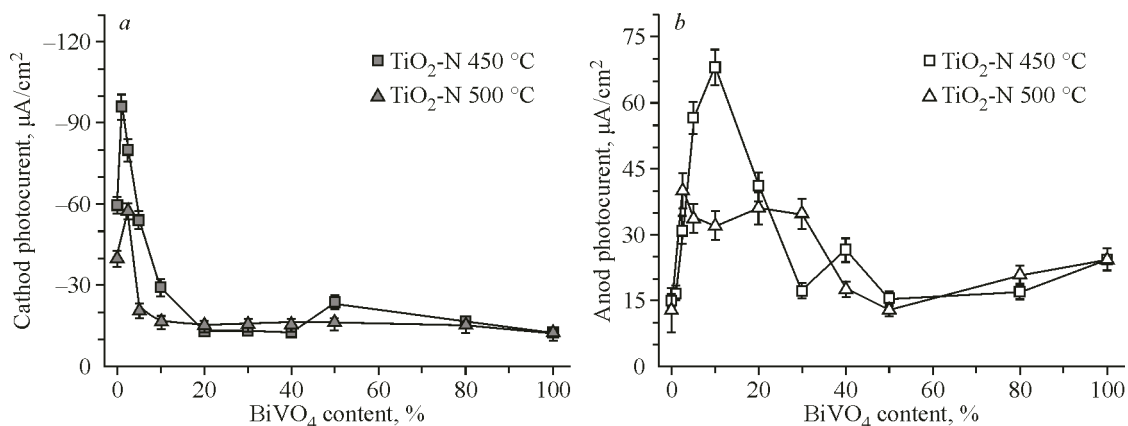 a
–120
–90
–60
–30
0
Cathod photocurent, μA/cm²
TiO₂-N 450 °C
TiO₂-N 500 °C
0 20 40 60 80 100
BiVO₄ content, %
b
75
60
45
30
15
0
Anod photocurent, μA/cm²
TiO₂-N 450 °C
TiO₂-N 500 °C
0 20 40 60 80 100
BiVO₄ content, %